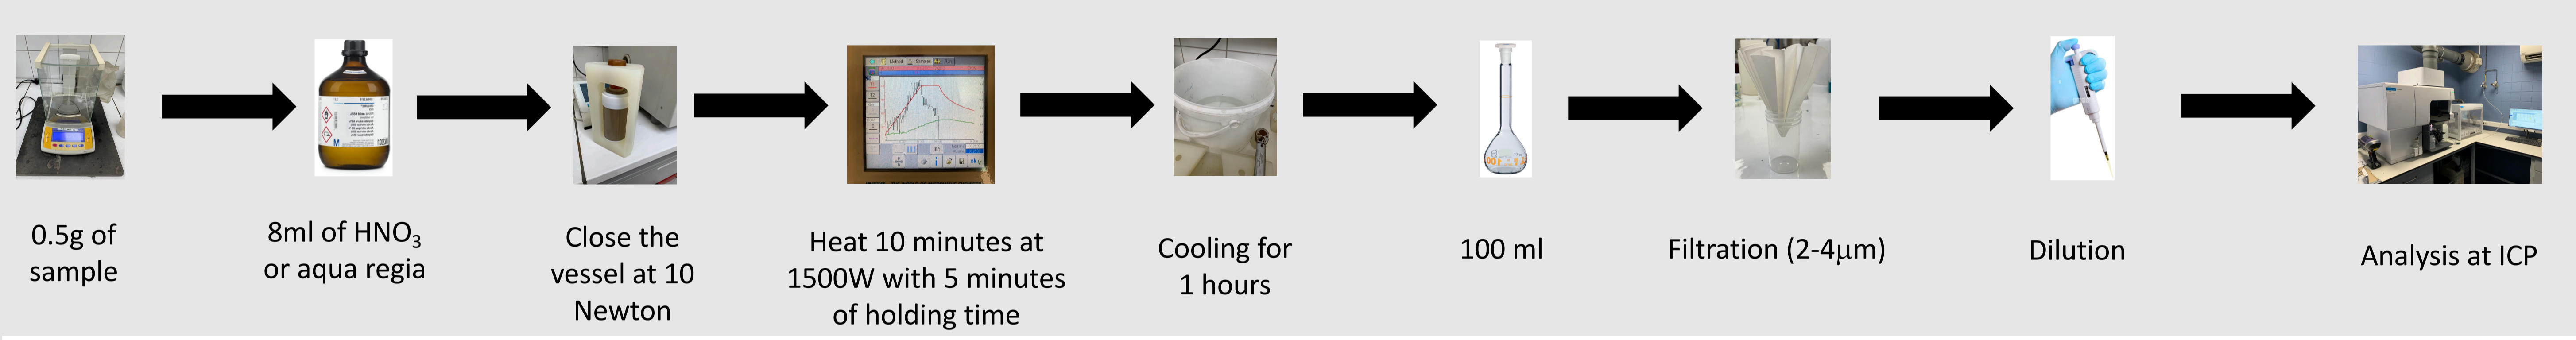 0.5g of
sample
8ml of HNO₃
or aqua regia
Close the
vessel at 10
Newton
Heat 10 minutes at
1500W with 5 minutes
of holding time
Cooling for
1 hours
100 ml
Filtration (2-4μm)
Dilution
Analysis at ICP